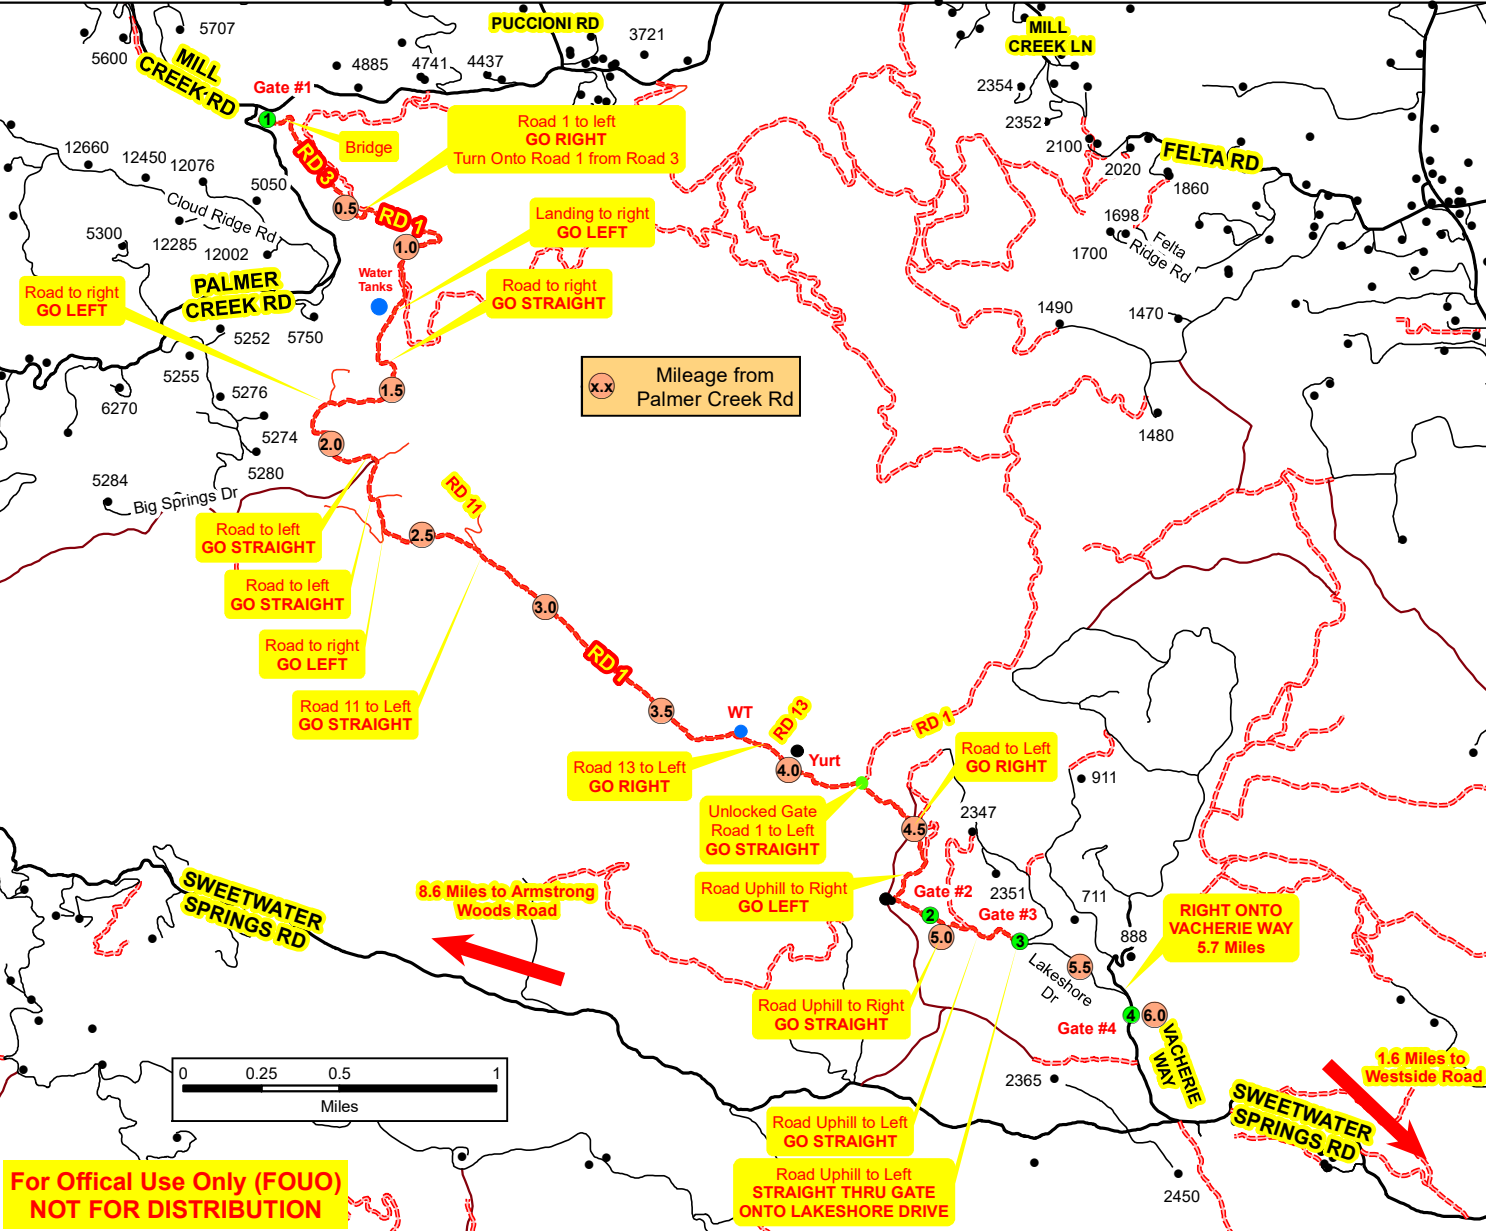 PUCCIONI RD
5707
5600
3721
MILL
CREEK LN
MILL
CREEK RD
4885
4741
4437
Gate #1
2354
2352
1
Bridge
Road 1 to left
GO RIGHT
Turn Onto Road 1 from Road 3
2100
2020
FELTA RD
1860
12660
12450
12076
5050
RD 3
0.5
RD 1
1.0
Cloud Ridge Rd
5300
12285
12002
Landing to right
GO LEFT
1698
1700
Felta
Ridge Rd
PALMER
CREEK RD
Water
Tanks
Road to right
GO STRAIGHT
Road to right
GO LEFT
5252
5750
1490
1470
5255
5276
6270
1.5
x.x
Mileage from
Palmer Creek Rd
5274
5280
2.0
1480
5284
Big Springs Dr
RD 11
Road to left
GO STRAIGHT
2.5
Road to left
GO STRAIGHT
3.0
Road to right
GO LEFT
RD 1
Road 11 to Left
GO STRAIGHT
3.5
WT
RD 13
RD 1
Yurt
4.0
Road 13 to Left
GO RIGHT
Road to Left
GO RIGHT
911
Unlocked Gate
Road 1 to Left
GO STRAIGHT
4.5
2347
2351
711
Road Uphill to Right
GO LEFT
Gate #2
2
Gate #3
3
5.0
888
RIGHT ONTO
VACHERIE WAY
5.7 Miles
SWEETWATER
SPRINGS RD
8.6 Miles to Armstrong
Woods Road
Lakeshore
Dr
5.5
Road Uphill to Right
GO STRAIGHT
4
6.0
Gate #4
VACHERIE
WAY
1.6 Miles to
Westside Road
2365
0 0.25 0.5 1
Miles
Road Uphill to Left
GO STRAIGHT
SWEETWATER
SPRINGS RD
Road Uphill to Left
STRAIGHT THRU GATE
ONTO LAKESHORE DRIVE
2450
For Offical Use Only (FOUO)
NOT FOR DISTRIBUTION